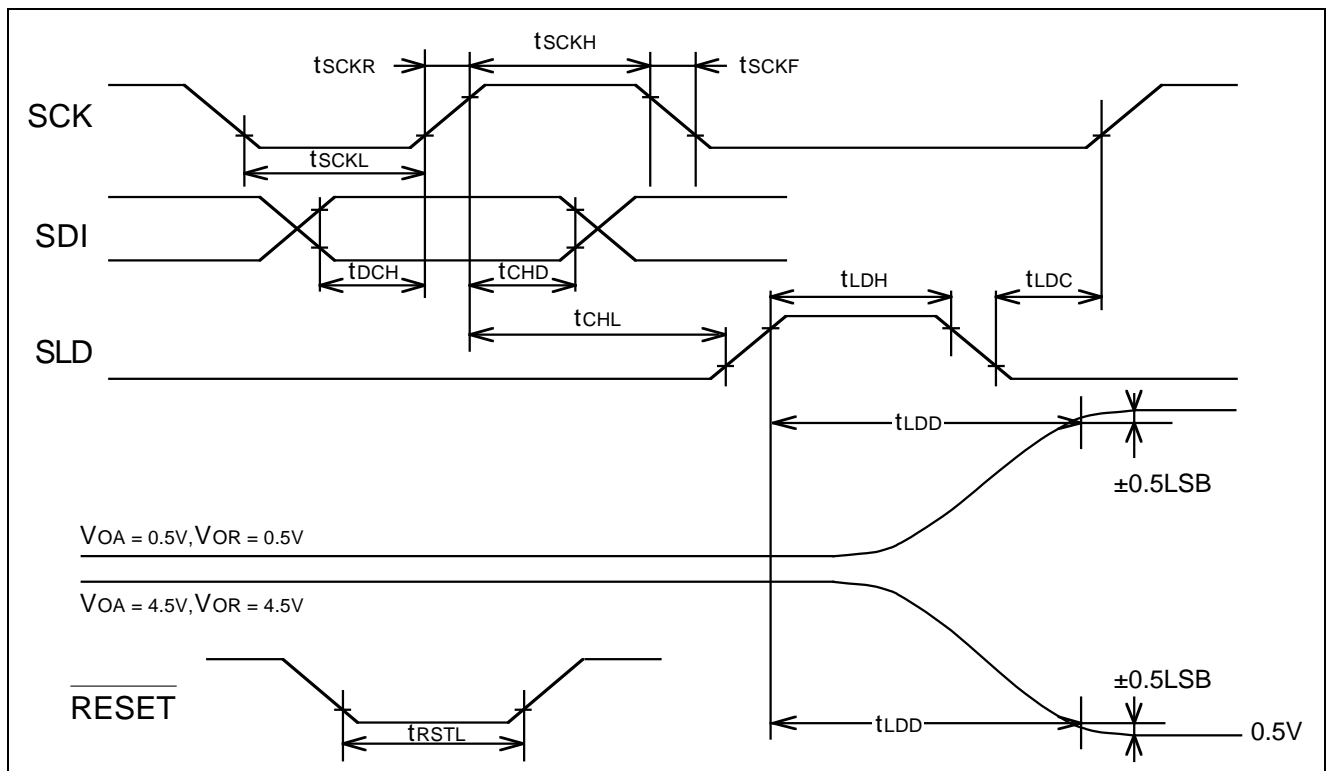 tSCKH
tSCKR
tSCKF
SCK
tSCKL
SDI
tDCH
tCHD
tLDH
tLDC
tCHL
SLD
tLDD
±0.5LSB
VOA = 0.5V, VOR = 0.5V
VOA = 4.5V, VOR = 4.5V
±0.5LSB
RESET
tRSTL
tLDD
0.5V